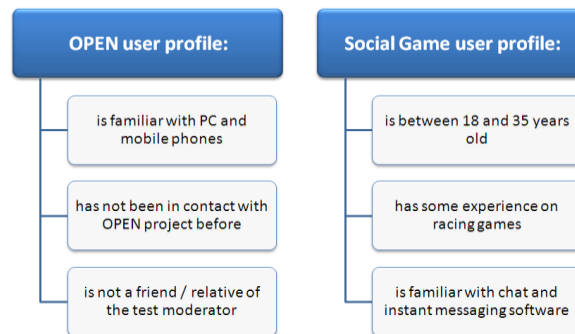 OPEN user profile:
is familiar with PC and
mobile phones
has not been in contact with
OPEN project before
is not a friend / relative of
the test moderator
Social Game user profile:
is between 18 and 35 years
old
has some experience on
racing games
is familiar with chat and
instant messaging software